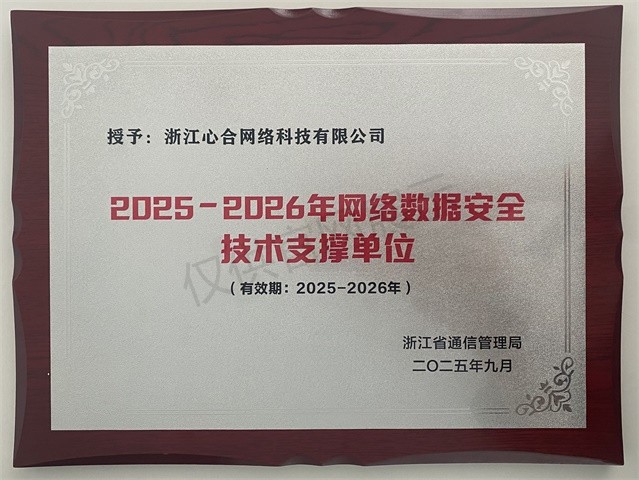 授予：浙江心合网络科技有限公司
2025-2026年网络数据安全
技术支撑单位
（有效期：2025-2026年）
浙江省通信管理局
二〇二五年九月